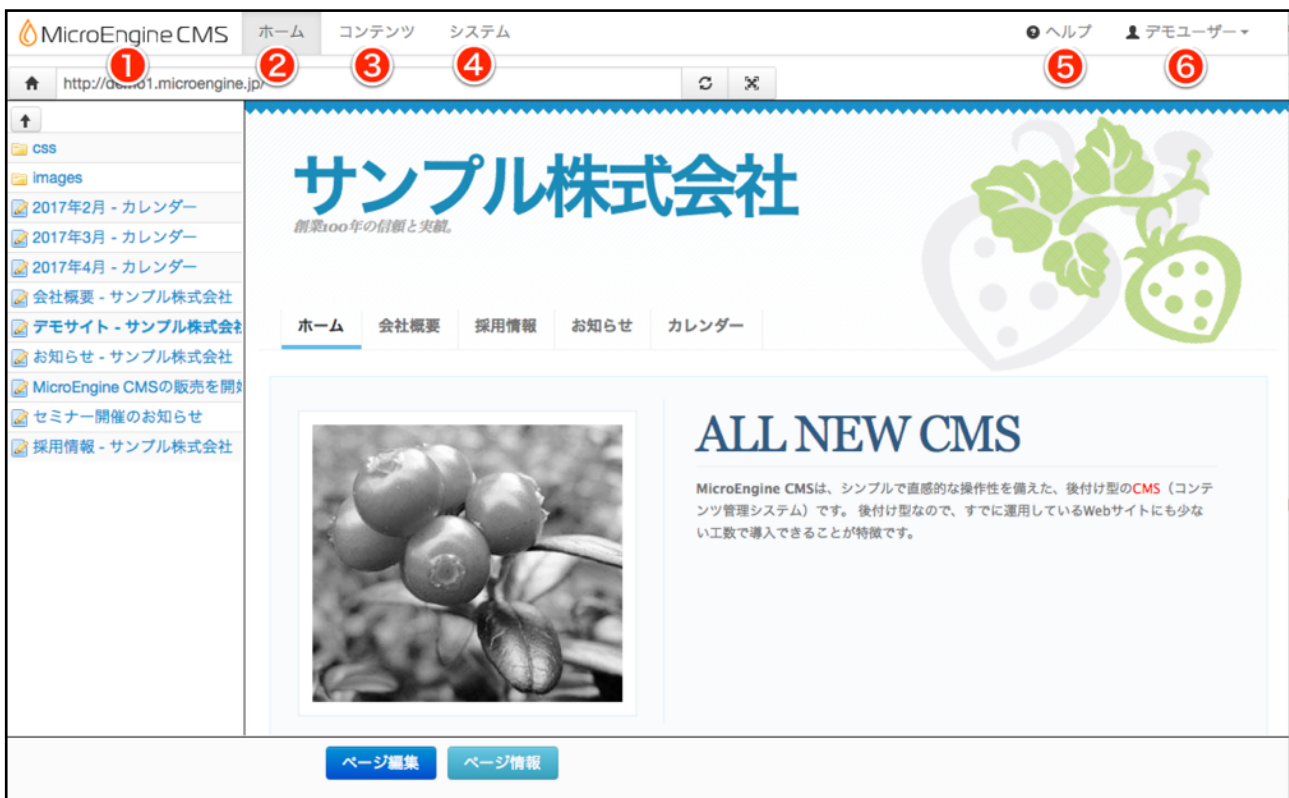 MicroEngine CMS ホーム コンテンツ システム ヘルプ デモユーザー
1 2 3 4 5 6
http://demo1.microengine.jp/
css
images
2017年2月 - カレンダー
2017年3月 - カレンダー
2017年4月 - カレンダー
会社概要 - サンプル株式会社
デモサイト - サンプル株式会社
お知らせ - サンプル株式会社
MicroEngine CMSの販売を開始
セミナー開催のお知らせ
採用情報 - サンプル株式会社
サンプル株式会社
創業100年の信頼と実績。
ホーム 会社概要 採用情報 お知らせ カレンダー
ALL NEW CMS
MicroEngine CMSは、シンプルで直感的な操作性を備えた、後付け型のCMS（コンテ
ンツ管理システム）です。 後付け型なので、すでに運用しているWebサイトにも少な
い工数で導入できることが特徴です。
ページ編集 ページ情報